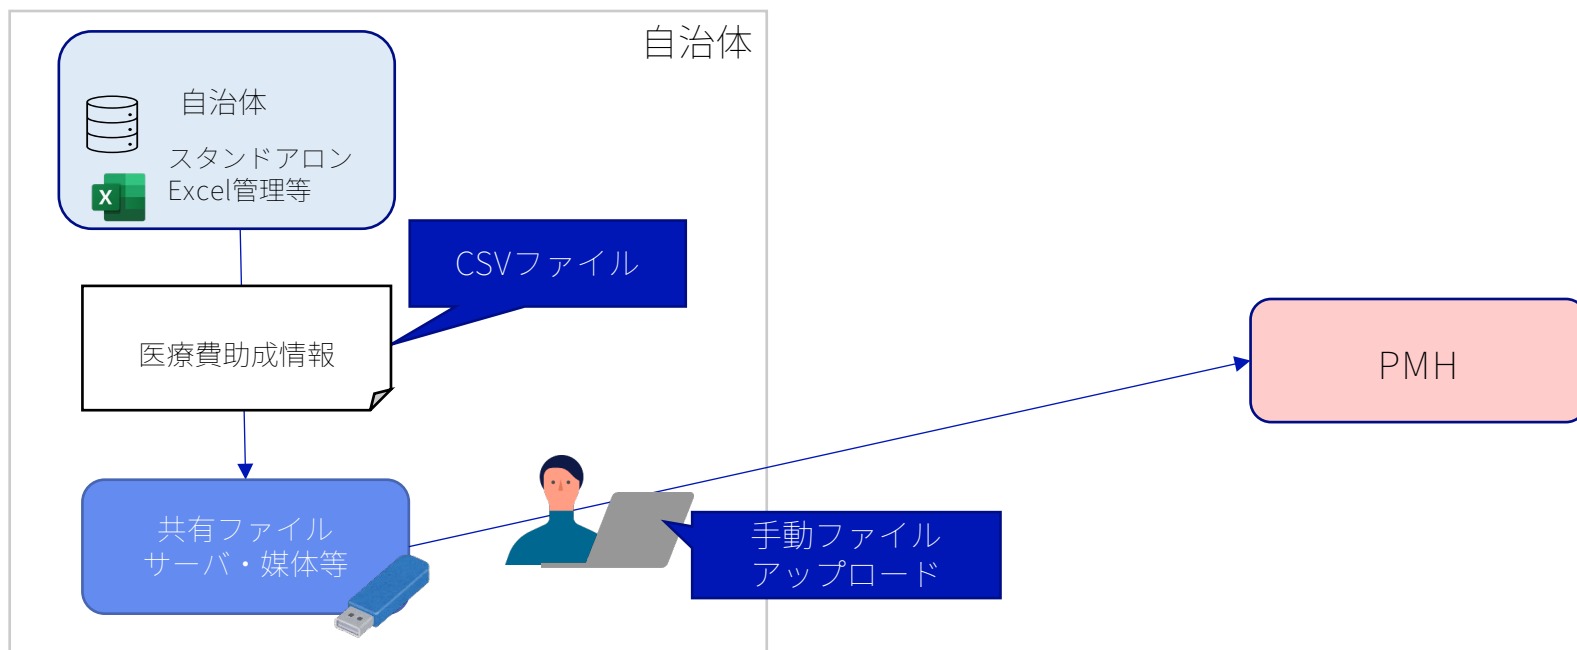 自治体
自治体
スタンドアロン
Excel管理等
X
CSVファイル
医療費助成情報
PMH
共有ファイル
サーバ・媒体等
手動ファイル
アップロード